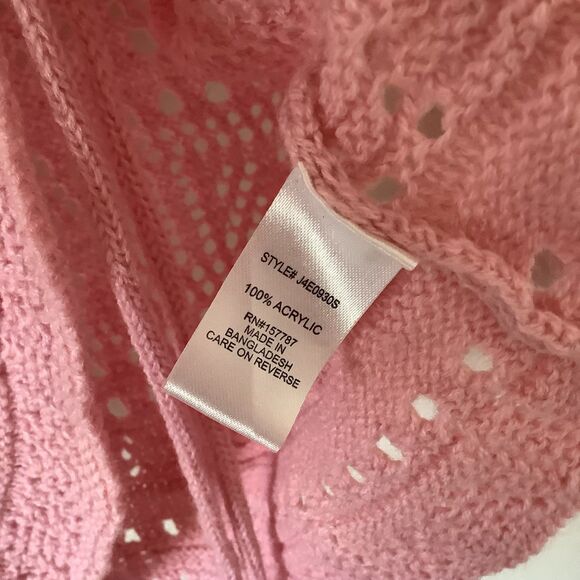 STYLE# J4E0930S
100% ACRYLIC
RN#157787
MADE IN
BANGLADESH
CARE ON REVERSE